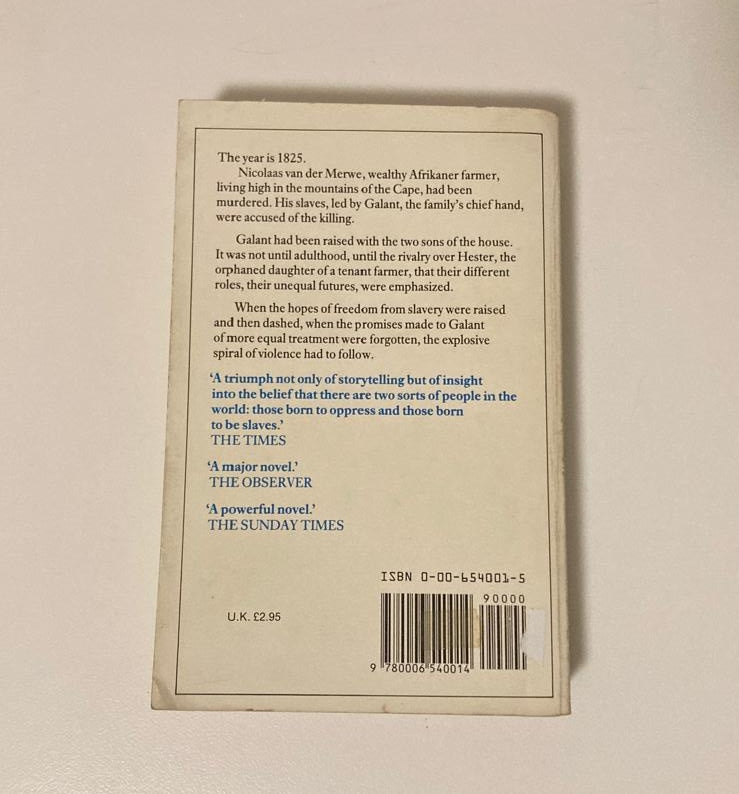 The year is 1825.
Nicolaas van der Merwe, wealthy Afrikaner farmer,
living high in the mountains of the Cape, had been
murdered. His slaves, led by Galant, the family's chief hand,
were accused of the killing.
Galant had been raised with the two sons of the house.
It was not until adulthood, until the rivalry over Hester, the
orphaned daughter of a tenant farmer, that their different
roles, their unequal futures, were emphasized.
When the hopes of freedom from slavery were raised
and then dashed, when the promises made to Galant
of more equal treatment were forgotten, the explosive
spiral of violence had to follow.
‘A triumph not only of storytelling but of insight
into the belief that there are two sorts of people in the
world: those born to oppress and those born
to be slaves.’
THE TIMES
‘A major novel.’
THE OBSERVER
‘A powerful novel.’
THE SUNDAY TIMES
ISBN 0-00-654001-5
90000
U.K. £2.95
9 780006 540014